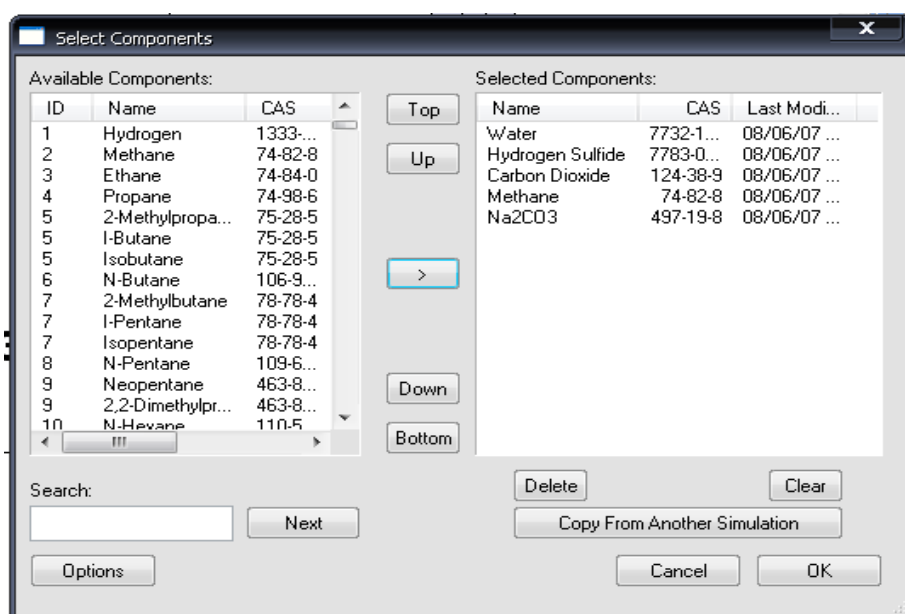 Select Components
X
Available Components:
ID Name CAS
1 Hydrogen 1333-...
2 Methane 74-82-8
3 Ethane 74-84-0
4 Propane 74-98-6
5 2-Methylpropa... 75-28-5
5 I-Butane 75-28-5
5 Isobutane 75-28-5
6 N-Butane 106-9...
7 2-Methylbutane 78-78-4
7 I-Pentane 78-78-4
7 Isopentane 78-78-4
8 N-Pentane 109-6...
9 Neopentane 463-8...
9 2,2-Dimethylpr... 463-8...
10 N-Hexane 110-5
Top
Up
>
Down
Bottom
Selected Components:
Name CAS Last Modi...
Water 7732-1... 08/06/07 ...
Hydrogen Sulfide 7783-0... 08/06/07 ...
Carbon Dioxide 124-38-9 08/06/07 ...
Methane 74-82-8 08/06/07 ...
Na2CO3 497-19-8 08/06/07 ...
Search:
Next
Options
Delete
Clear
Copy From Another Simulation
Cancel
OK